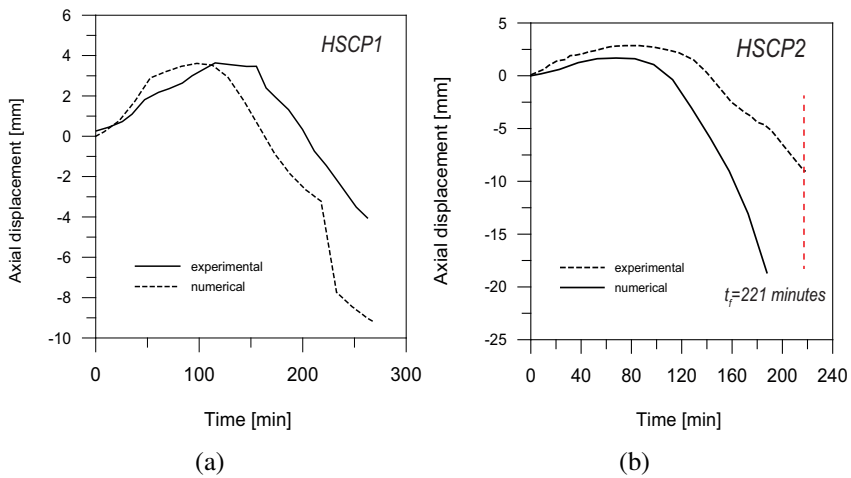 HSCP1
Axial displacement [mm]
6
4
2
0
-2
-4
-6
-8
-10
experimental
numerical
0
100
200
300
Time [min]
(a)
HSCP2
Axial displacement [mm]
5
0
-5
-10
-15
-20
-25
experimental
numerical
t_f=221 minutes
0
40
80
120
160
200
240
Time [min]
(b)